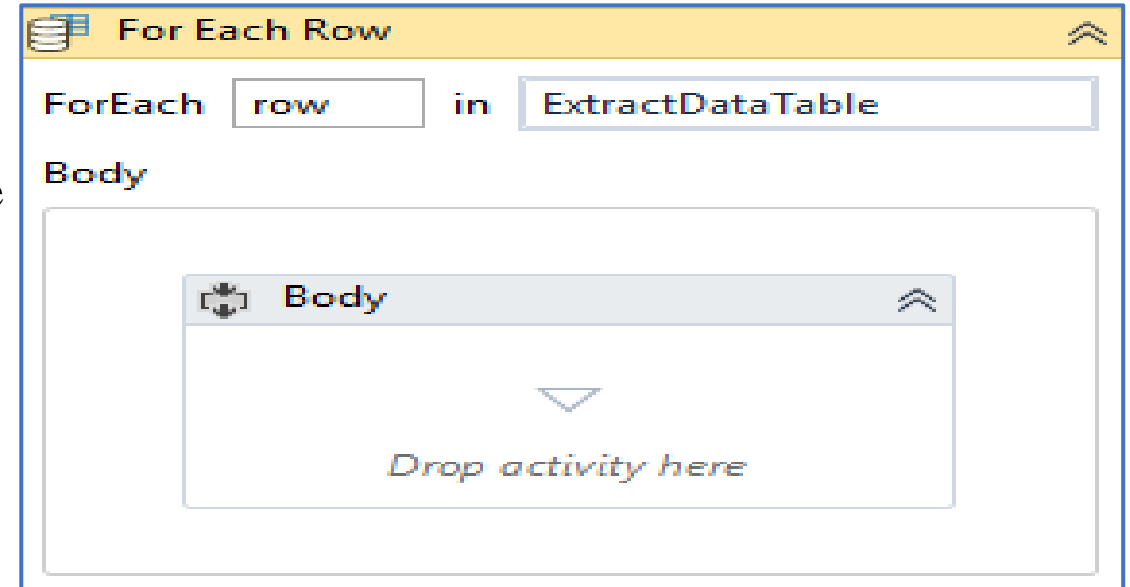 For Each Row
ForEach row in ExtractDataTable
Body
Body
Drop activity here